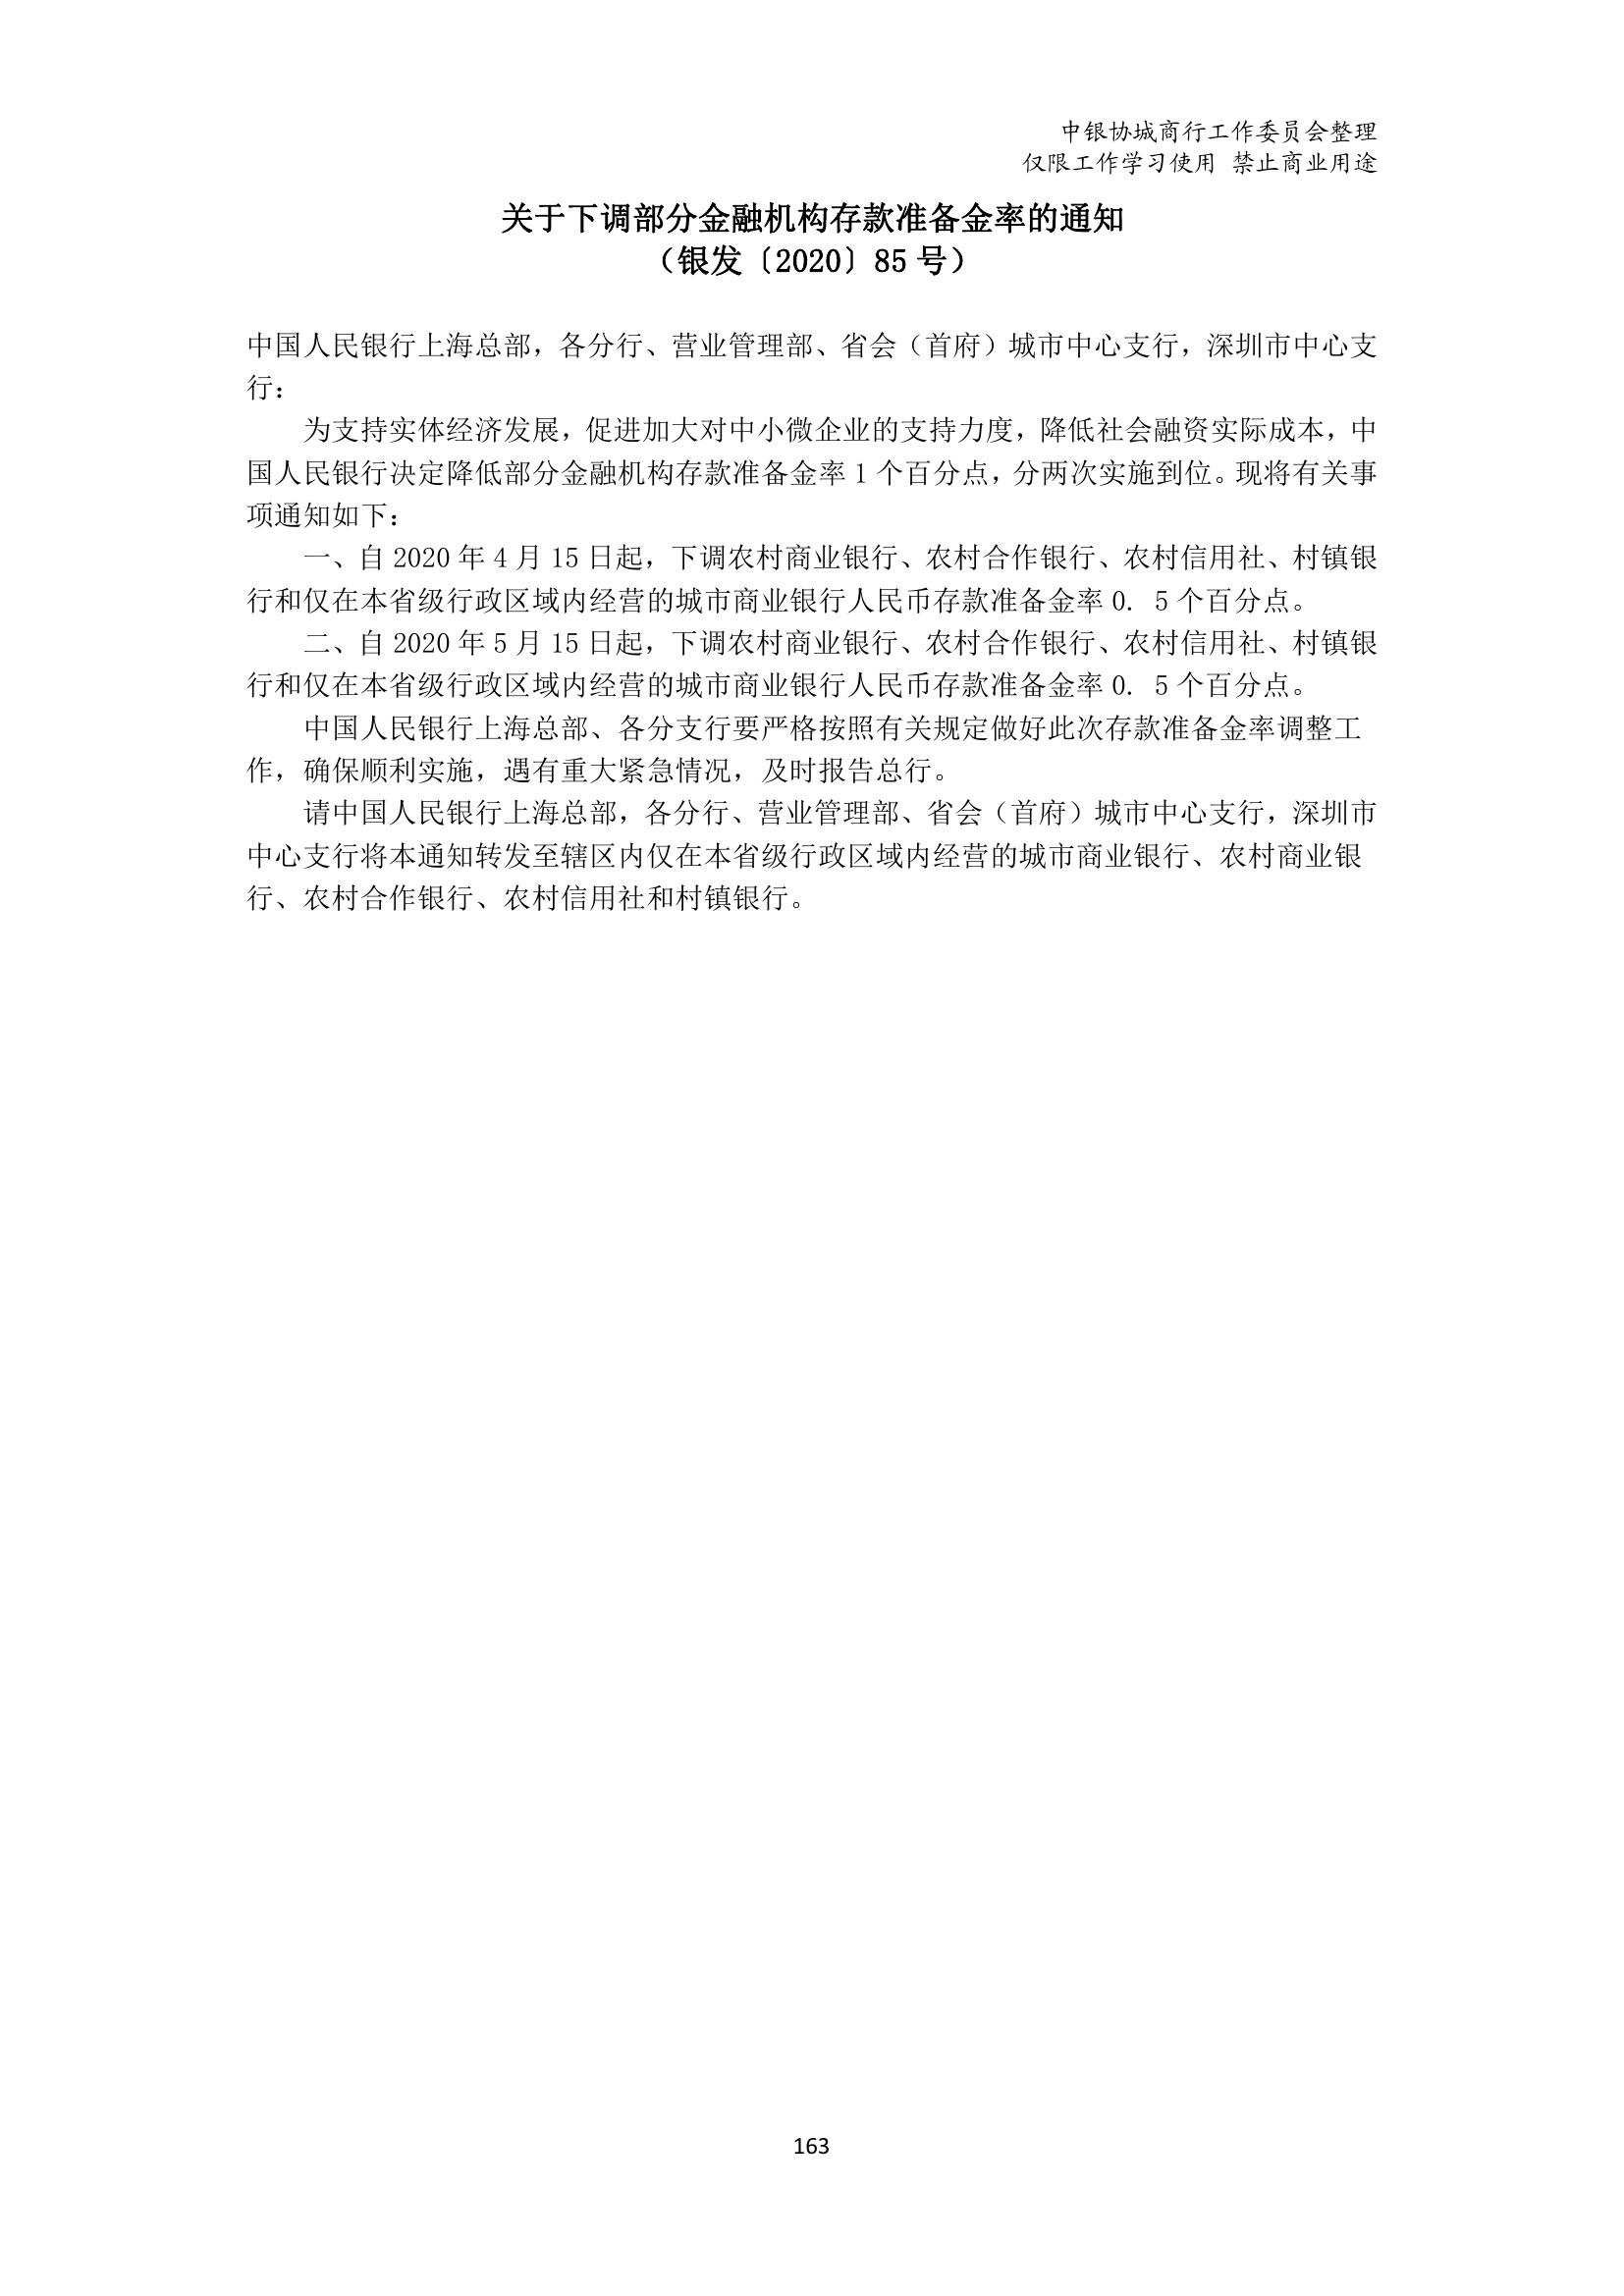 中银协城商行工作委员会整理
仅限工作学习使用 禁止商业用途
关于下调部分金融机构存款准备金率的通知
（银发〔2020〕85 号）
中国人民银行上海总部，各分行、营业管理部、省会（首府）城市中心支行，深圳市中心支
行：
为支持实体经济发展，促进加大对中小微企业的支持力度，降低社会融资实际成本，中
国人民银行决定降低部分金融机构存款准备金率 1 个百分点，分两次实施到位。现将有关事
项通知如下：
一、自 2020 年 4 月 15 日起，下调农村商业银行、农村合作银行、农村信用社、村镇银
行和仅在本省级行政区域内经营的城市商业银行人民币存款准备金率 0. 5 个百分点。
二、自 2020 年 5 月 15 日起，下调农村商业银行、农村合作银行、农村信用社、村镇银
行和仅在本省级行政区域内经营的城市商业银行人民币存款准备金率 0. 5 个百分点。
中国人民银行上海总部、各分支行要严格按照有关规定做好此次存款准备金率调整工
作，确保顺利实施，遇有重大紧急情况，及时报告总行。
请中国人民银行上海总部，各分行、营业管理部、省会（首府）城市中心支行，深圳市
中心支行将本通知转发至辖区内仅在本省级行政区域内经营的城市商业银行、农村商业银
行、农村合作银行、农村信用社和村镇银行。
163